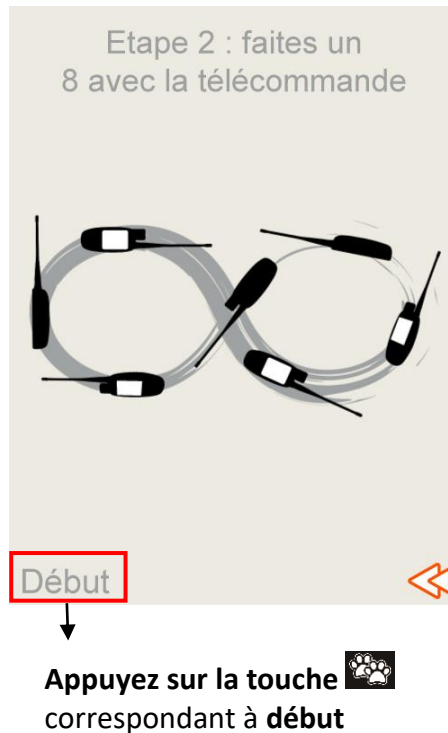 Etape 2 : faites un
8 avec la télécommande
Début
Appuyez sur la touche
correspondant à début